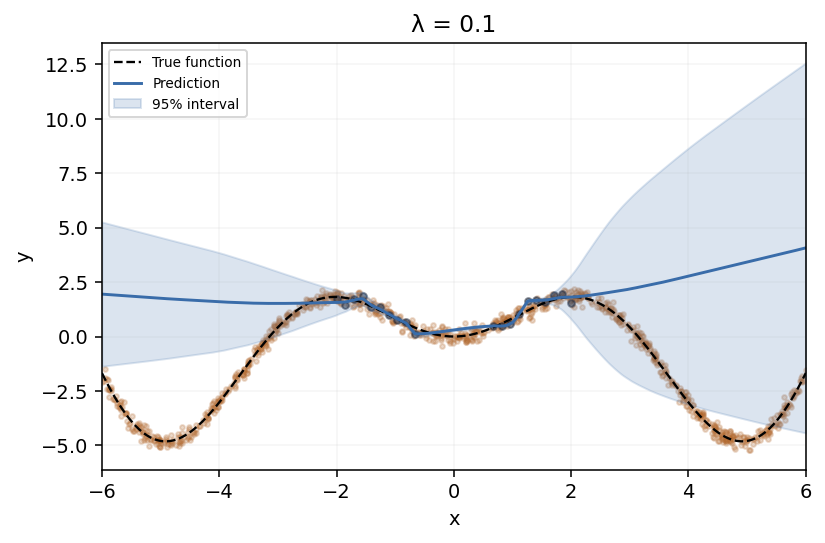 λ = 0.1
True function
Prediction
95% interval
12.5
10.0
7.5
5.0
2.5
0.0
−2.5
−5.0
y
−6 −4 −2 0 2 4 6
x